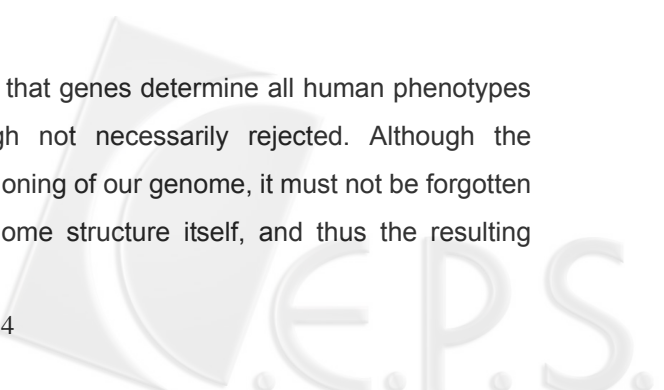 that genes determine all human phenotypes
gh not necessarily rejected. Although the
oning of our genome, it must not be forgotten
ome structure itself, and thus the resulting
4
C.E.P.S.